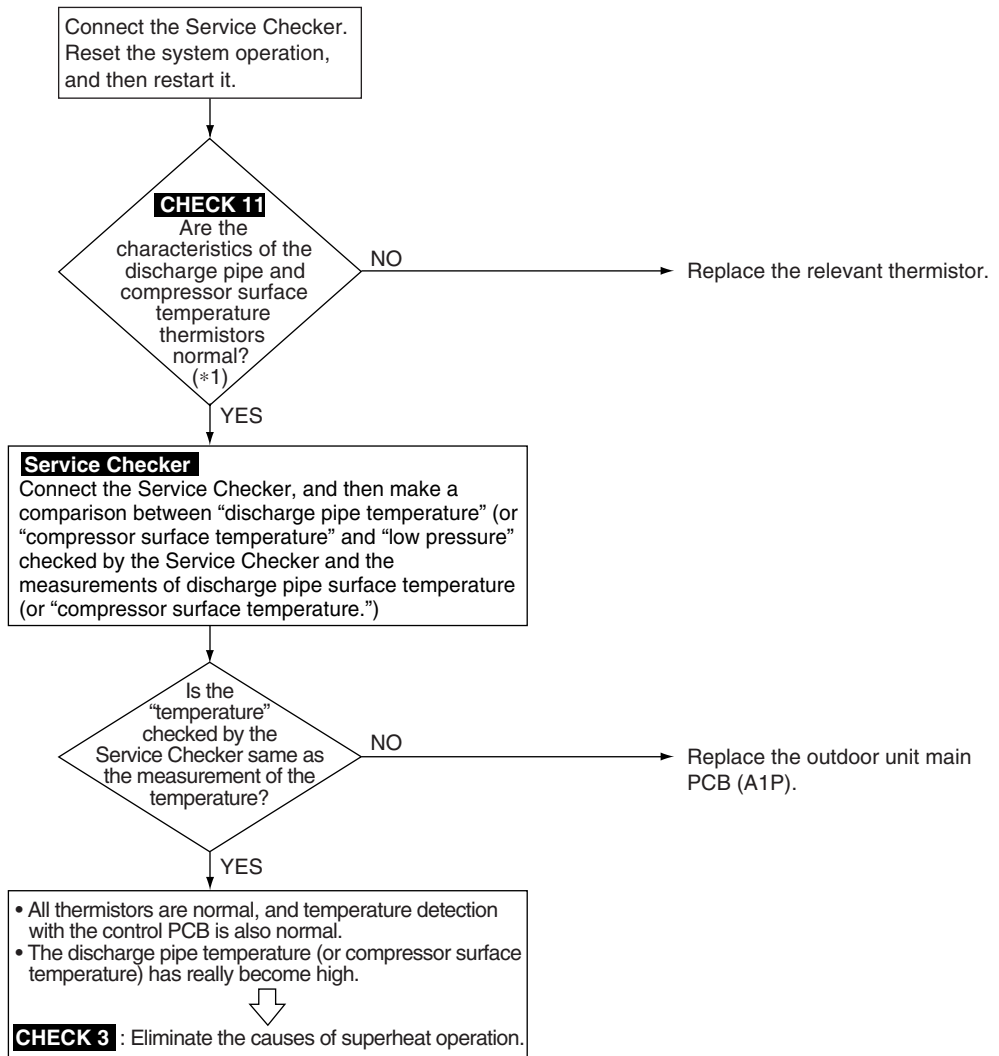 Connect the Service Checker.
Reset the system operation,
and then restart it.
CHECK 11
Are the
characteristics of the
discharge pipe and
compressor surface
temperature
thermistors
normal?
(*1)
NO
Replace the relevant thermistor.
YES
Service Checker
Connect the Service Checker, and then make a
comparison between “discharge pipe temperature” (or
“compressor surface temperature” and “low pressure”
checked by the Service Checker and the
measurements of discharge pipe surface temperature
(or “compressor surface temperature.”)
Is the
“temperature”
checked by the
Service Checker same as
the measurement of the
temperature?
NO
Replace the outdoor unit main
PCB (A1P).
YES
• All thermistors are normal, and temperature detection
with the control PCB is also normal.
• The discharge pipe temperature (or compressor surface
temperature) has really become high.
CHECK 3 : Eliminate the causes of superheat operation.